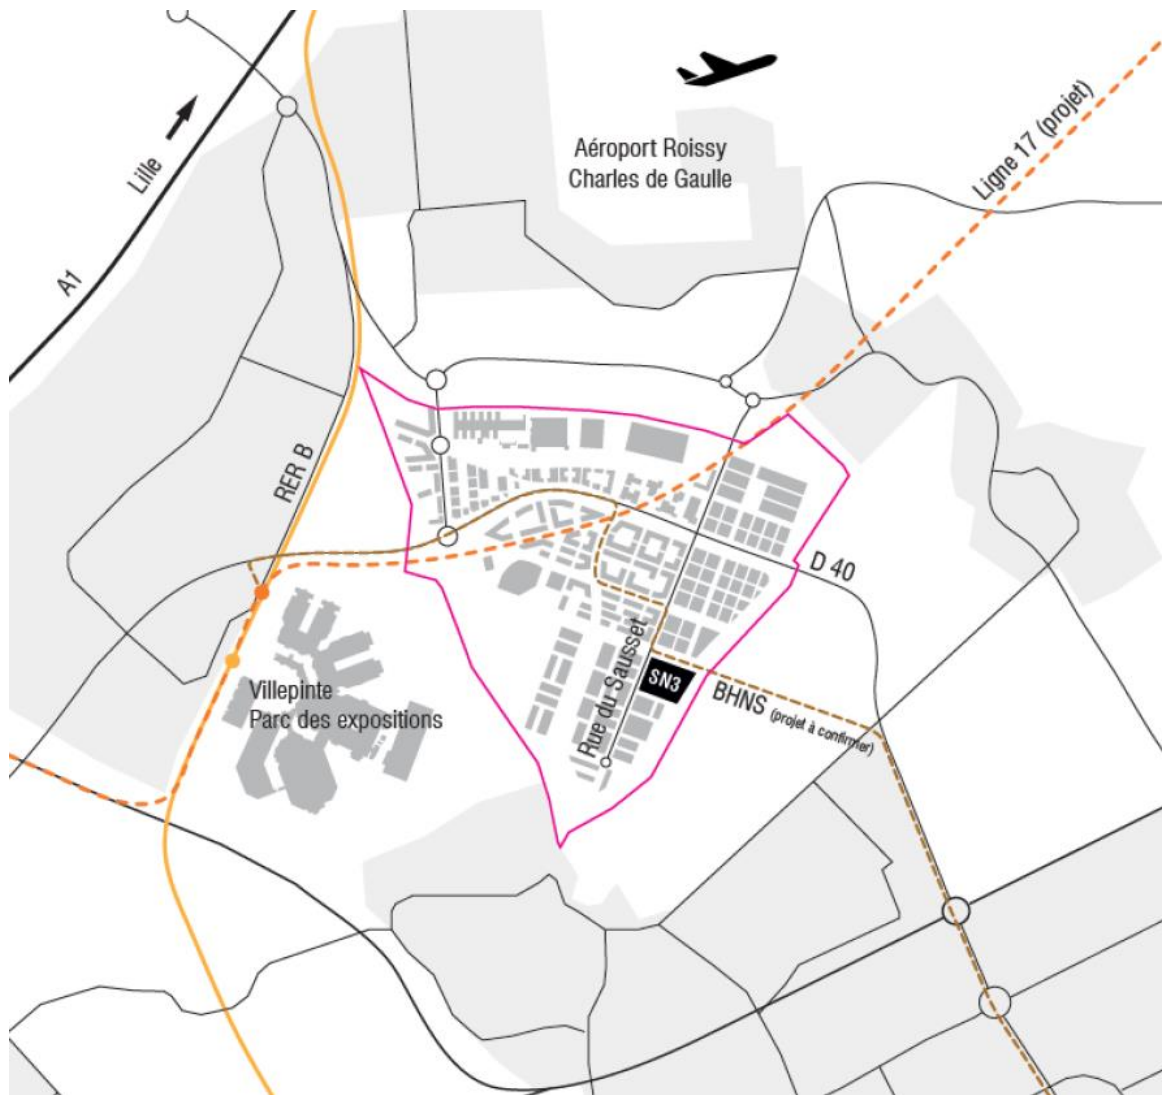 Lille
A1
Aéroport Roissy
Charles de Gaulle
Ligne 17 (projet)
RER B
D 40
Rue du Sausset
SN3
BHNS (projet à confirmer)
Villepinte
Parc des expositions